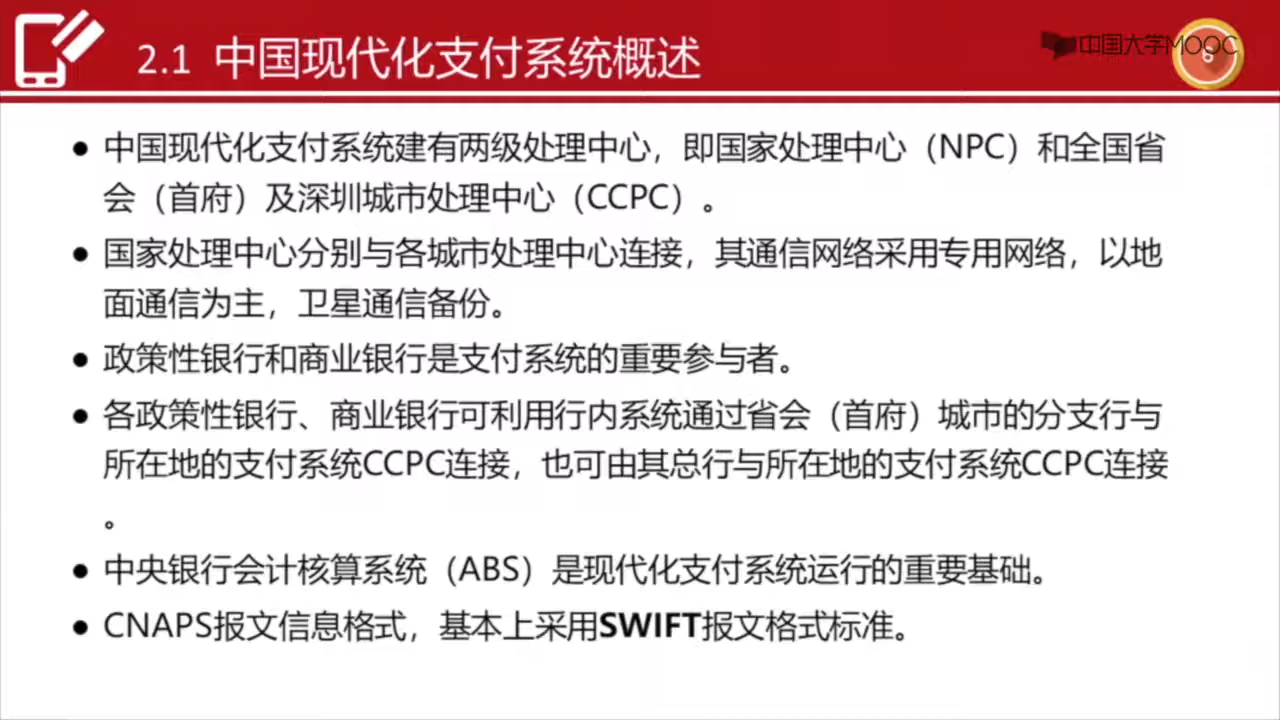 2.1 中国现代化支付系统概述
中国大学MOOC
● 中国现代化支付系统建有两级处理中心，即国家处理中心（NPC）和全国省
会（首府）及深圳城市处理中心（CCPC）。
● 国家处理中心分别与各城市处理中心连接，其通信网络采用专用网络，以地
面通信为主，卫星通信备份。
● 政策性银行和商业银行是支付系统的重要参与者。
● 各政策性银行、商业银行可利用行内系统通过省会（首府）城市的分支行与
所在地的支付系统CCPC连接，也可由其总行与所在地的支付系统CCPC连接
。
● 中央银行会计核算系统（ABS）是现代化支付系统运行的重要基础。
● CNAPS报文信息格式，基本上采用SWIFT报文格式标准。